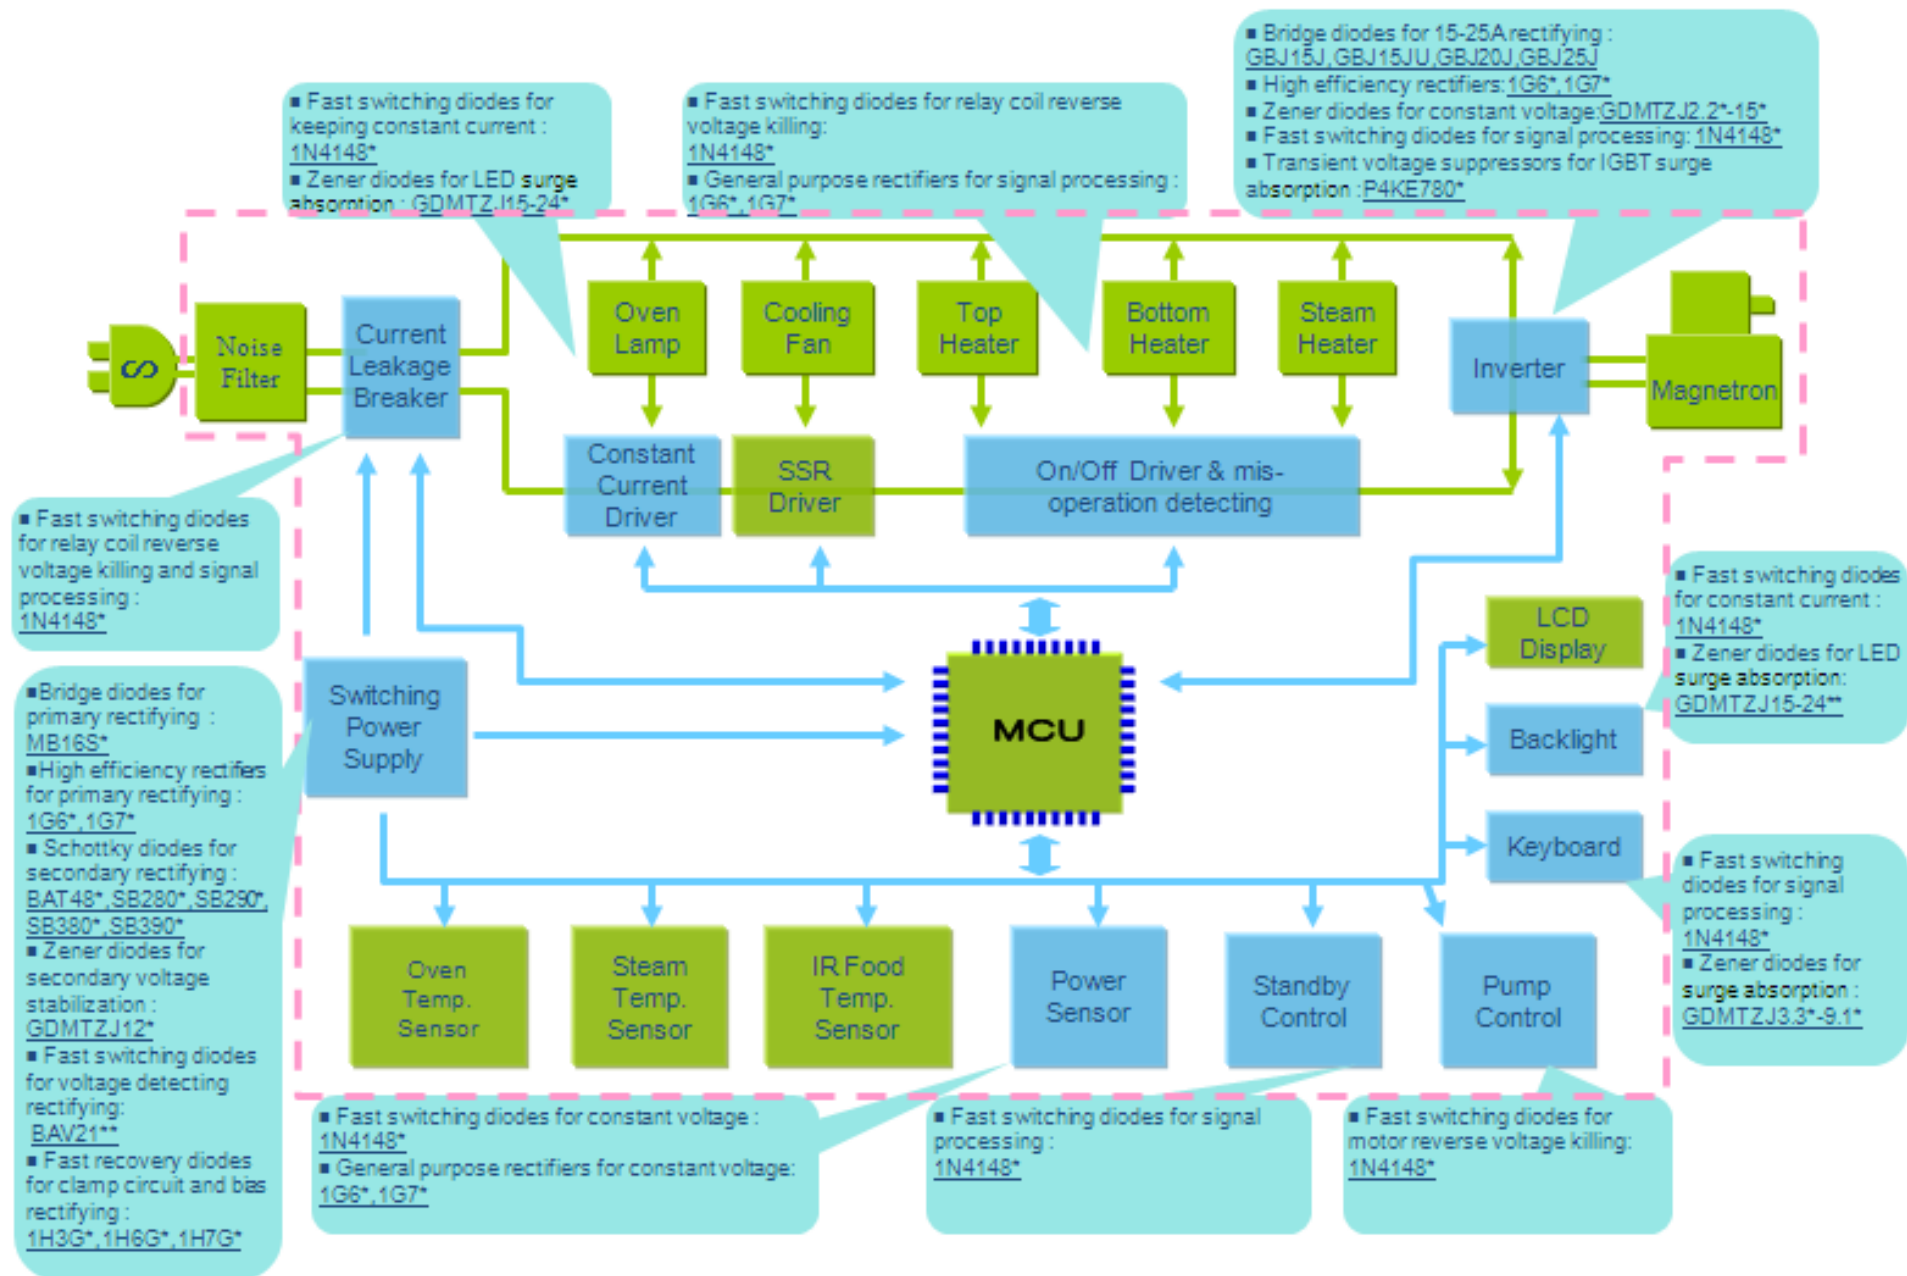 ■ Bridge diodes for 15-25A rectifying :
GBJ15J,GBJ15JU,GBJ20J,GBJ25J
■ High efficiency rectifiers:1G6*,1G7*
■ Zener diodes for constant voltage:GDMTZJ2.2*-15*
■ Fast switching diodes for signal processing: 1N4148*
■ Transient voltage suppressors for IGBT surge
absorption :P4KE780*
■ Fast switching diodes for
keeping constant current :
1N4148*
■ Zener diodes for LED surge
absorption : GDMTZJ15-24*
■ Fast switching diodes for relay coil reverse
voltage killing:
1N4148*
■ General purpose rectifiers for signal processing :
1G6*,1G7*
Noise
Filter
Current
Leakage
Breaker
Oven
Lamp
Cooling
Fan
Top
Heater
Bottom
Heater
Steam
Heater
Inverter
Magnetron
Constant
Current
Driver
SSR
Driver
On/Off Driver & mis-
operation detecting
■ Fast switching diodes
for relay coil reverse
voltage killing and signal
processing :
1N4148*
■ Fast switching diodes
for constant current :
1N4148*
■ Zener diodes for LED
surge absorption:
GDMTZJ15-24**
LCD
Display
Switching
Power
Supply
MCU
Backlight
Keyboard
■Bridge diodes for
primary rectifying :
MB16S*
■High efficiency rectifiers
for primary rectifying :
1G6*,1G7*
■ Schottky diodes for
secondary rectifying :
BAT48*,SB280*,SB290*,
SB380*,SB390*
■ Zener diodes for
secondary voltage
stabilization :
GDMTZJ12*
■ Fast switching diodes
for voltage detecting
rectifying:
BAV21**
■ Fast recovery diodes
for clamp circuit and bias
rectifying :
1H3G*,1H6G*,1H7G*
■ Fast switching
diodes for signal
processing :
1N4148*
■ Zener diodes for
surge absorption :
GDMTZJ3.3*-9.1*
Oven
Temp.
Sensor
Steam
Temp.
Sensor
IR Food
Temp.
Sensor
Power
Sensor
Standby
Control
Pump
Control
■ Fast switching diodes for constant voltage :
1N4148*
■ General purpose rectifiers for constant voltage:
1G6*,1G7*
■ Fast switching diodes for signal
processing :
1N4148*
■ Fast switching diodes for
motor reverse voltage killing:
1N4148*